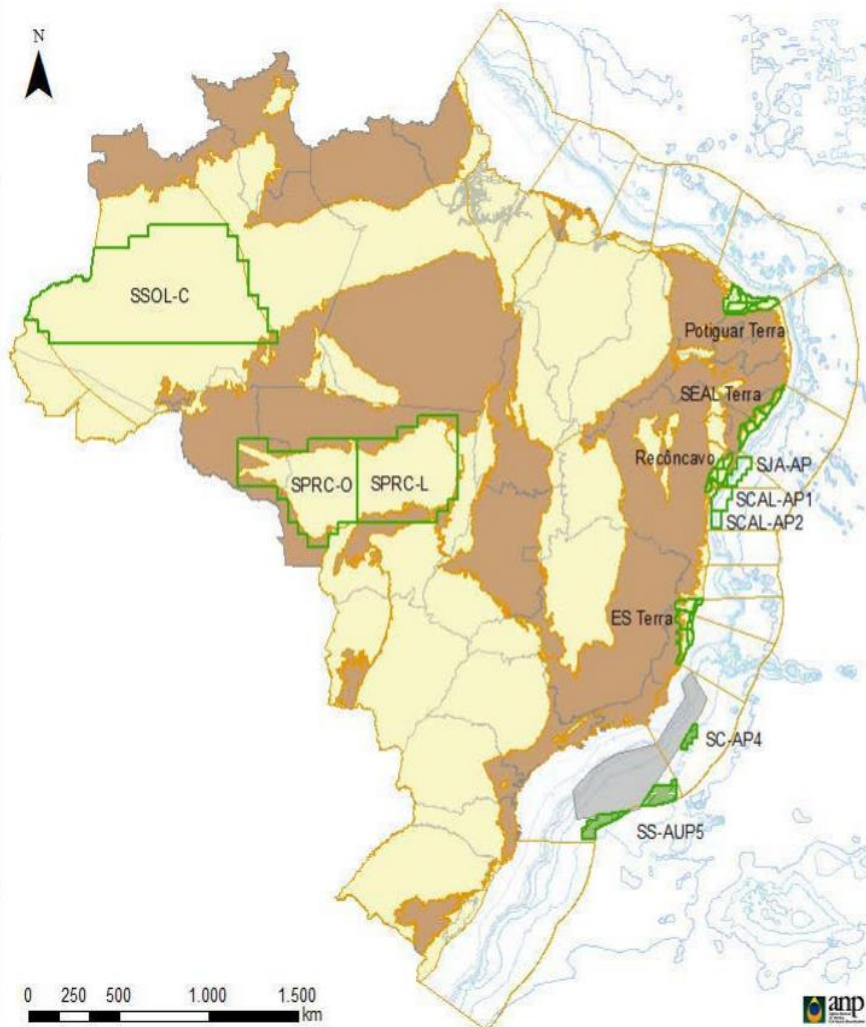 N
SSOL-C
Potiguar Terra
SEAL Terra
SPRC-O
SPRC-L
Recôncavo
SJA-AP
SCAL-AP1
SCAL-AP2
ES Terra
SC-AP4
SS-AUP5
0 250 500 1.000 1.500
km
anp